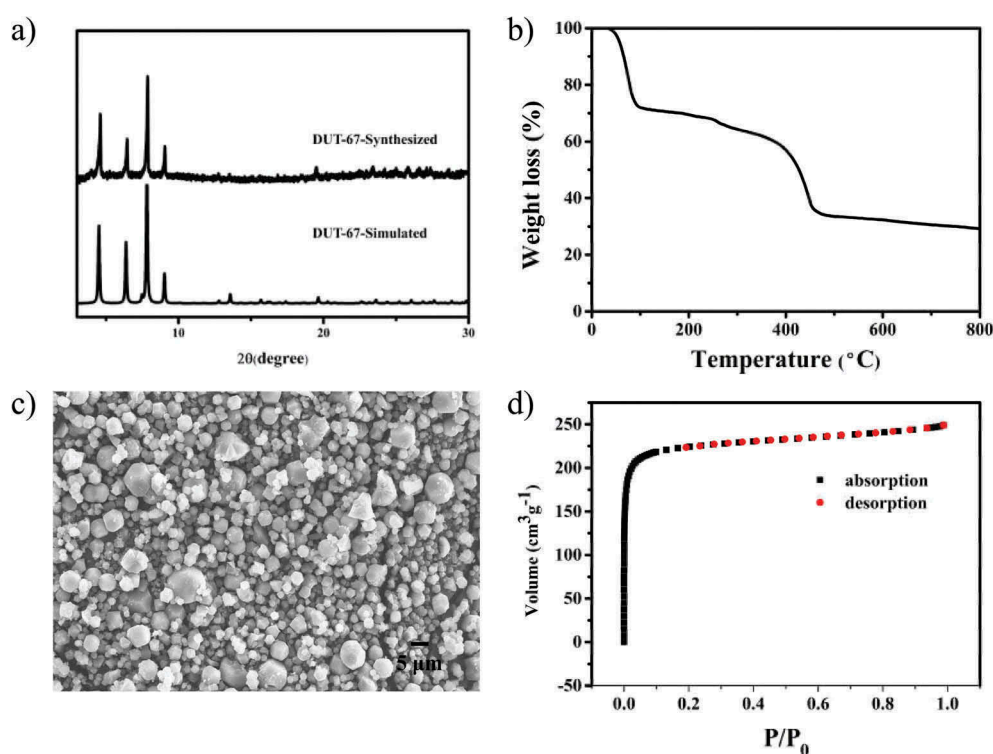 a)
DUT-67-Synthesized
DUT-67-Simulated
10 20 30
2θ(degree)
b)
100
80
60
40
20
0
0 200 400 600 800
Weight loss (%)
Temperature (°C)
c)
5 μm
d)
250
200
150
100
50
0
-50
0.0 0.2 0.4 0.6 0.8 1.0
Volume (cm³g⁻¹)
absorption
desorption
P/P₀